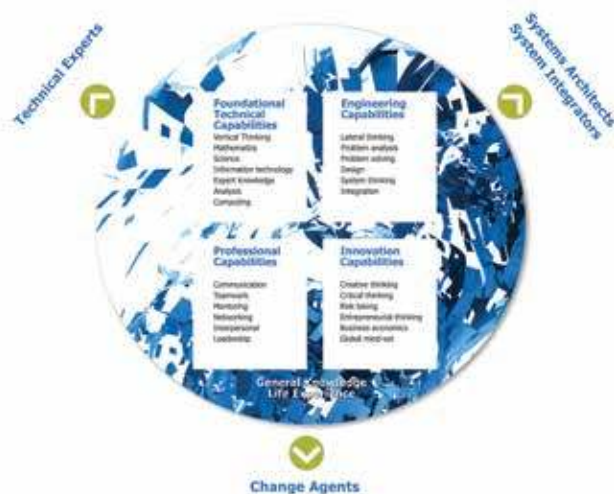 Technical Experts
Systems Architects
System Integrators
Foundational
Technical
Capabilities
Vertical Thinking
Mathematics
Science
Information technology
Expert knowledge
Analysis
Computing
Engineering
Capabilities
Lateral thinking
Problem analysis
Problem solving
Design
System thinking
Integration
Professional
Capabilities
Communication
Teamwork
Mentoring
Networking
Interpersonal
Leadership
Innovation
Capabilities
Creative thinking
Critical thinking
Risk taking
Entrepreneurial thinking
Business economics
Global mind-set
General Knowledge
Life Experience
Change Agents